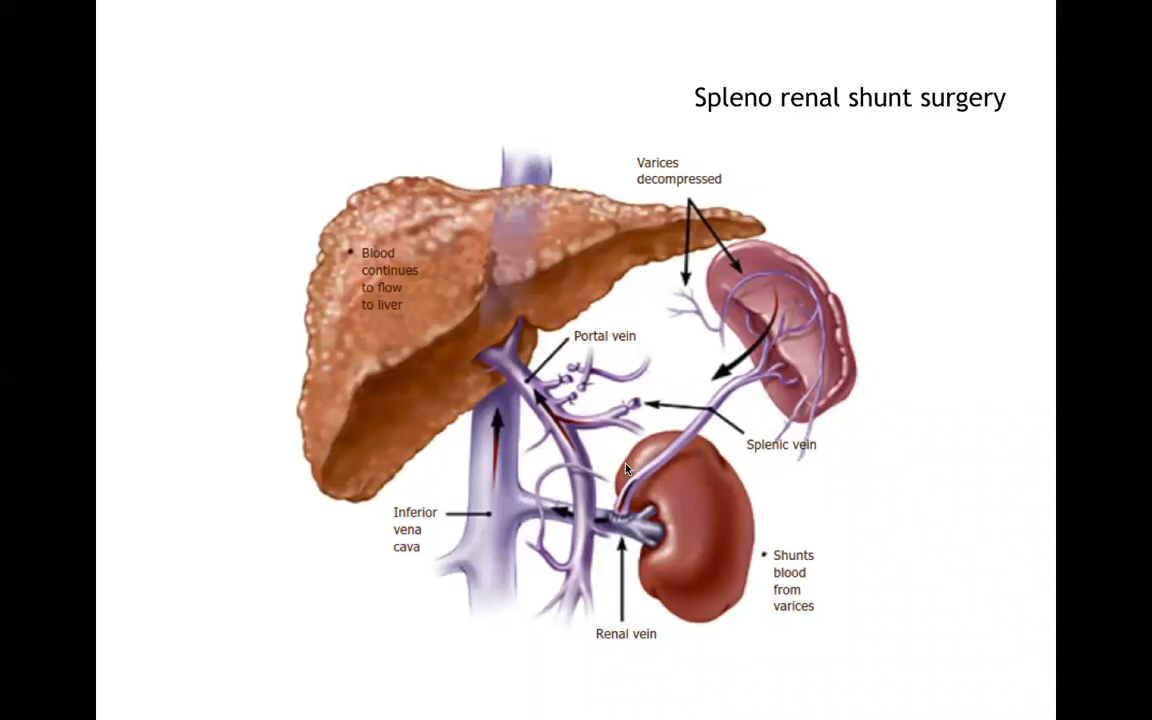 Spleno renal shunt surgery
Varices
decompressed
• Blood
continues
to flow
to liver
Portal vein
Splenic vein
Inferior
vena
cava
• Shunts
blood
from
varices
Renal vein